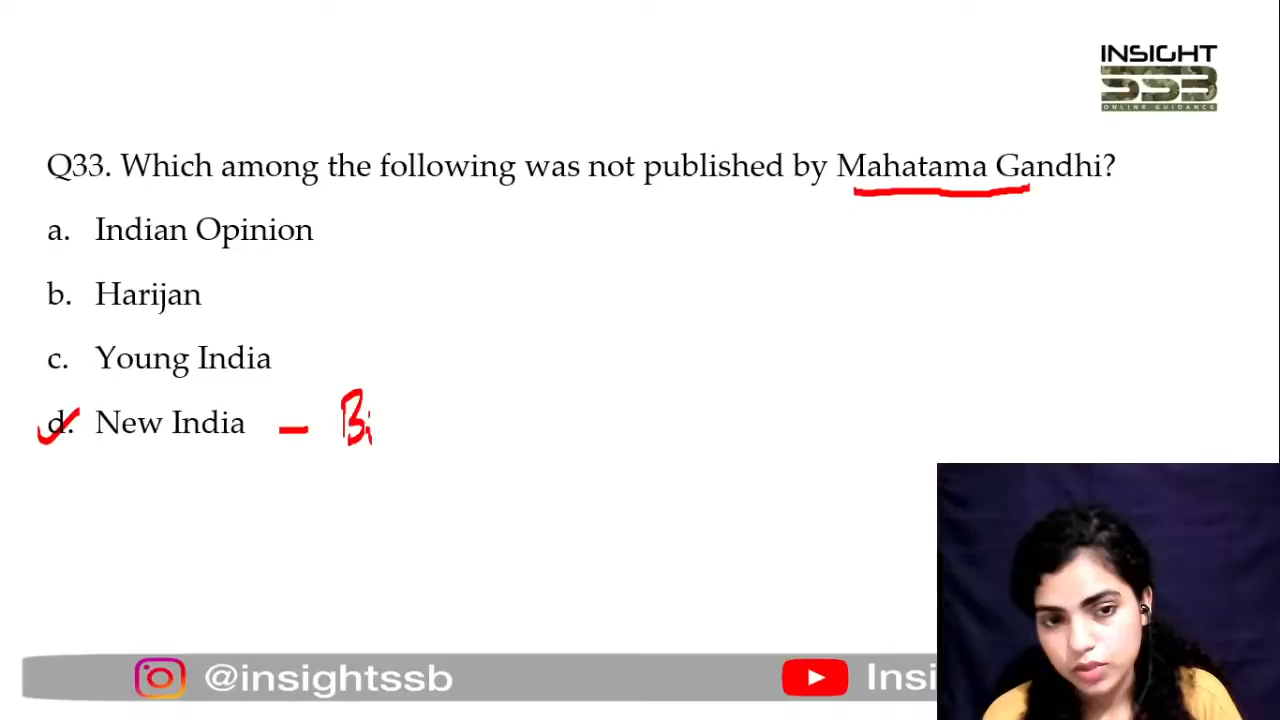 INSIGHT
SSB
ONLINE GUIDANCE
Q33. Which among the following was not published by Mahatama Gandhi?
a. Indian Opinion
b. Harijan
c. Young India
d. New India – Bi
@insightssb
Insi